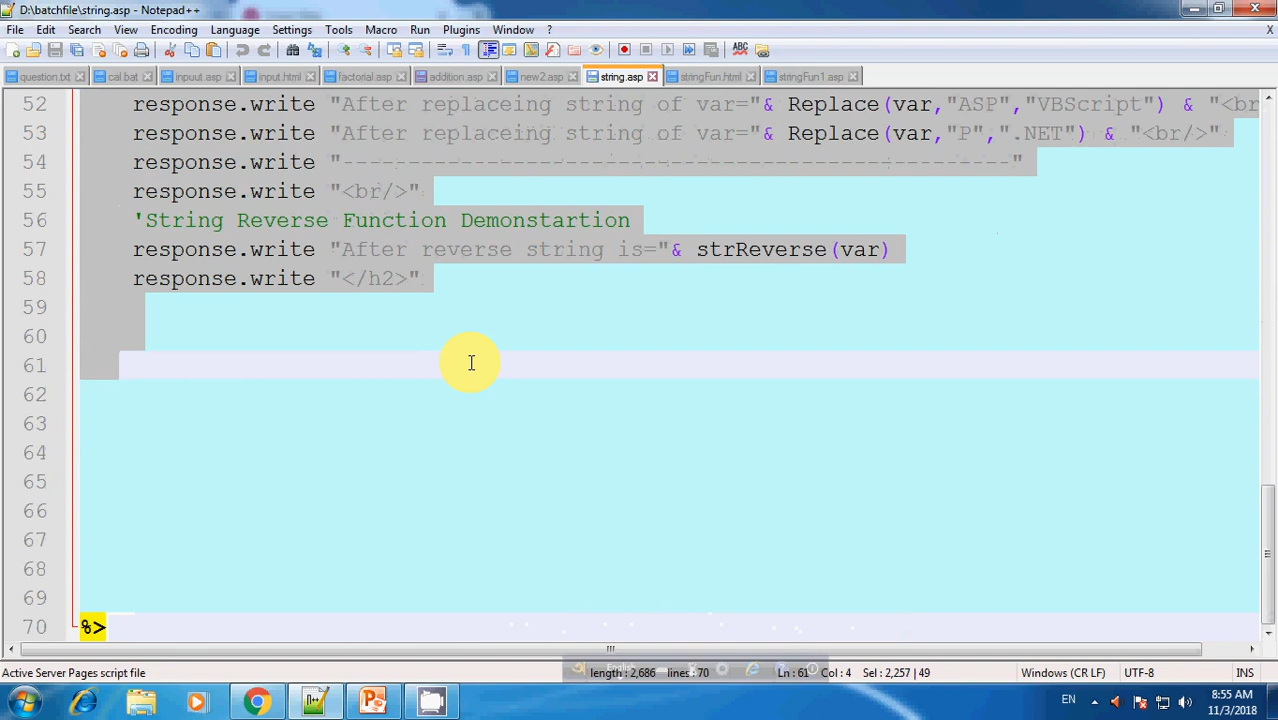 D:\batchfile\string.asp - Notepad++
File Edit Search View Encoding Language Settings Tools Macro Run Plugins Window ? X
question.txt cal.bat inpout.asp input.html factorial.asp addition.asp new2.asp string.asp stringFun.html stringFun1.asp
52 response.write "After replaceing string of var="& Replace(var,"ASP","VBScript") & "<br
53 response.write "After replaceing string of var="& Replace(var,"P",".NET") & "<br/>"
54 response.write "---------------------------------------------------"
55 response.write "<br/>"
56 'String Reverse Function Demonstartion
57 response.write "After reverse string is="& strReverse(var)
58 response.write "</h2>"
59
60
61
62
63
64
65
66
67
68
69
70 %>
Active Server Pages script file length : 2,686 lines : 70 Ln : 61 Col : 4 Sel : 2,257 | 49 Windows (CR LF) UTF-8 INS
English
EN 8:55 AM
11/3/2018